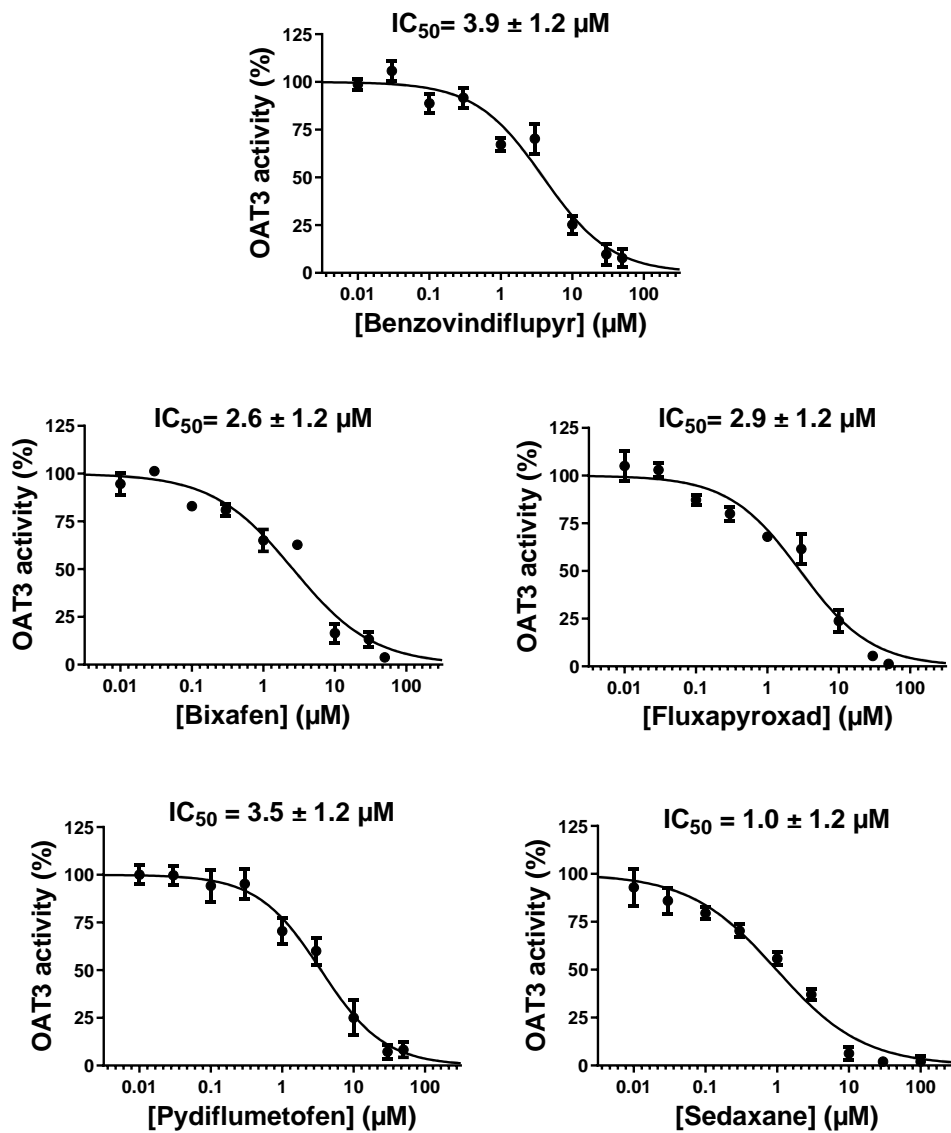 IC50= 3.9 ± 1.2 µM
125
100
75
50
25
0
OAT3 activity (%)
0.01 0.1 1 10 100
[Benzovindiflupyr] (µM)
IC50= 2.6 ± 1.2 µM
125
100
75
50
25
0
OAT3 activity (%)
0.01 0.1 1 10 100
[Bixafen] (µM)
IC50= 2.9 ± 1.2 µM
125
100
75
50
25
0
OAT3 activity (%)
0.01 0.1 1 10 100
[Fluxapyroxad] (µM)
IC50 = 3.5 ± 1.2 µM
125
100
75
50
25
0
OAT3 activity (%)
0.01 0.1 1 10 100
[Pydiflumetofen] (µM)
IC50 = 1.0 ± 1.2 µM
125
100
75
50
25
0
OAT3 activity (%)
0.01 0.1 1 10 100
[Sedaxane] (µM)